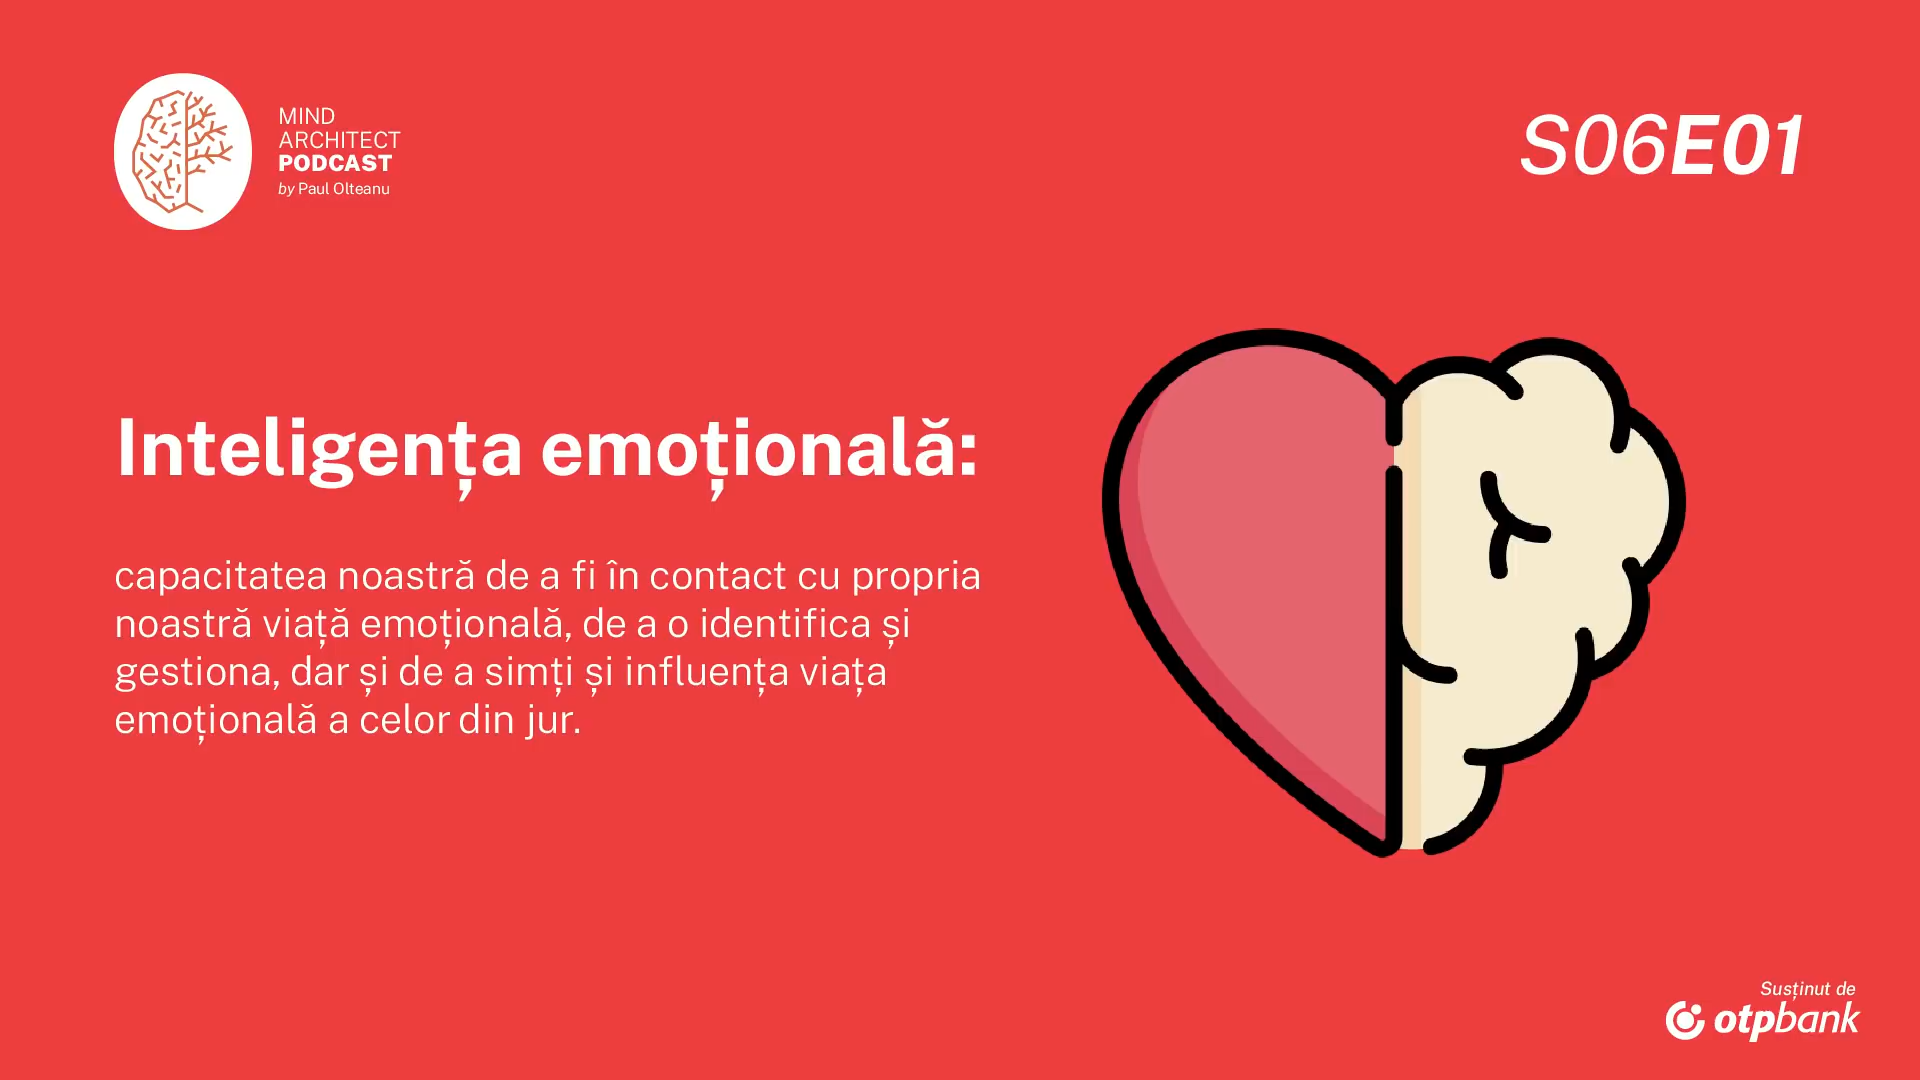 MIND
ARCHITECT
PODCAST
by Paul Olteanu
S06E01
Inteligența emoțională:
capacitatea noastră de a fi în contact cu propria
noastră viață emoțională, de a o identifica și
gestiona, dar și de a simți și influența viața
emoțională a celor din jur.
Susținut de
otpbank